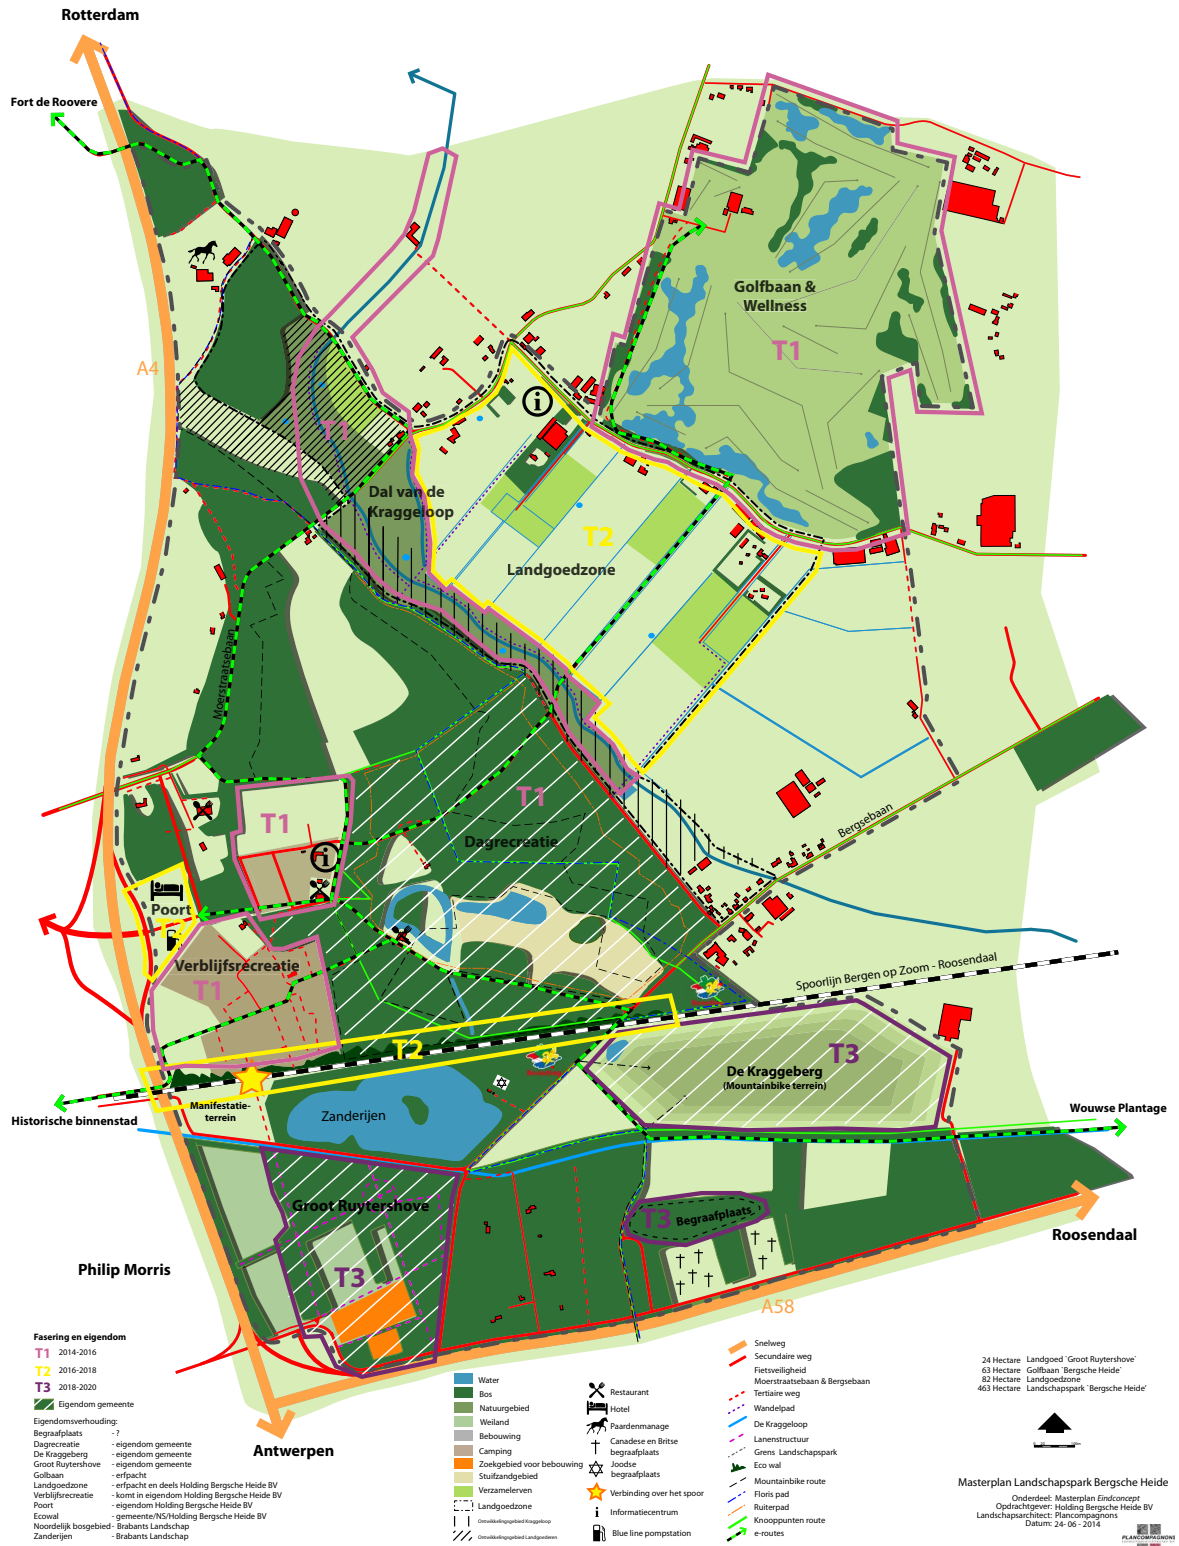 Rotterdam
Fort de Roovere
A4
Golfbaan &
Wellness
T1
T1
Dal van de
Kraggeloop
T2
Landgoedzone
Moerstraatsebaan
T1
Dagrecreatie
T1
Bergsebaan
Poort
T2
Verblijfsrecreatie
T1
Spoorlijn Bergen op Zoom - Roosendaal
T2
T3
De Kraggeberg
(Mountainbike terrein)
Manifestatie-
terrein
Zanderijen
Historische binnenstad
Wouwse Plantage
Groot Ruytershove
T3
Begraafplaats
T3
Roosendaal
Philip Morris
A58
Antwerpen
Fasering en eigendom
T1 2014-2016
T2 2016-2018
T3 2018-2020
Eigendom gemeente
Eigendomsverhouding:
Begraafplaats - ?
Dagrecreatie - eigendom gemeente
De Kraggeberg - eigendom gemeente
Groot Ruytershove - eigendom gemeente
Golbaan - erfpacht
Landgoedzone - erfpacht en deels Holding Bergsche Heide BV
Verblijfsrecreatie - komt in eigendom Holding Bergsche Heide BV
Poort - eigendom Holding Bergsche Heide BV
Ecowal - gemeente/NS/Holding Bergsche Heide BV
Noordelijk bosgebied - Brabants Landschap
Zanderijen - Brabants Landschap
Water
Bos
Natuurgebied
Weiland
Bebouwing
Camping
Zoekgebied voor bebouwing
Stuifzandgebied
Verzamelerven
Landgoedzone
Ontwikkelingsgebied Kraggeloop
Ontwikkelingsgebied Landgoederen
Restaurant
Hotel
Paardenmanage
Canadese en Britse
begraafplaats
Joodse
begraafplaats
Verbinding over het spoor
Informatiecentrum
Blue line pompstation
Snelweg
Secundaire weg
Fietsveiligheid
Moerstraatsebaan & Bergsebaan
Tertiaire weg
Wandelpad
De Kraggeloop
Lanenstructuur
Grens Landschapspark
Eco wal
Mountainbike route
Floris pad
Ruiterpad
Knooppunten route
e-routes
24 Hectare Landgoed `Groot Ruytershove'
63 Hectare Golfbaan `Bergsche Heide'
82 Hectare Landgoedzone
463 Hectare Landschapspark `Bergsche Heide'
Masterplan Landschapspark Bergsche Heide
Onderdeel: Masterplan Eindconcept
Opdrachtgever: Holding Bergsche Heide BV
Landschapsarchitect: Plancompagnons
Datum: 24- 06 - 2014
PLANCOMPAGNONS